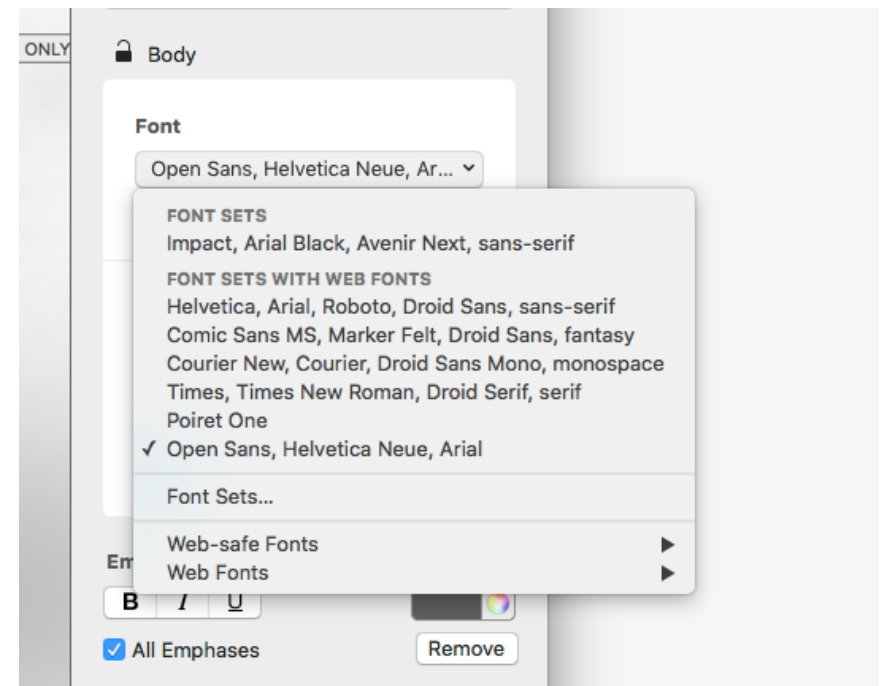 ONLY
Body
Font
Open Sans, Helvetica Neue, Ar...
FONT SETS
Impact, Arial Black, Avenir Next, sans-serif
FONT SETS WITH WEB FONTS
Helvetica, Arial, Roboto, Droid Sans, sans-serif
Comic Sans MS, Marker Felt, Droid Sans, fantasy
Courier New, Courier, Droid Sans Mono, monospace
Times, Times New Roman, Droid Serif, serif
Poiret One
✓ Open Sans, Helvetica Neue, Arial
Font Sets...
Web-safe Fonts
Web Fonts
B I U
All Emphases
Remove